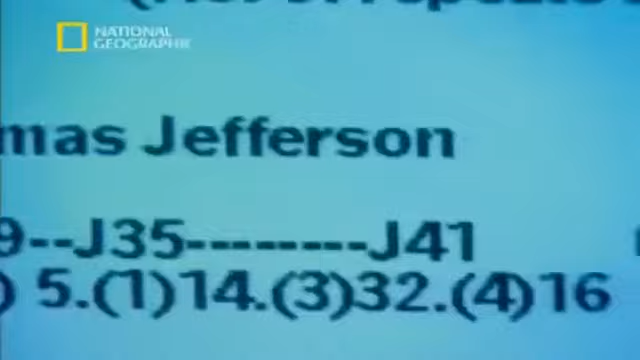 NATIONAL
GEOGRAPHIC
mas Jefferson
9--J35--------J41
) 5.(1)14.(3)32.(4)16